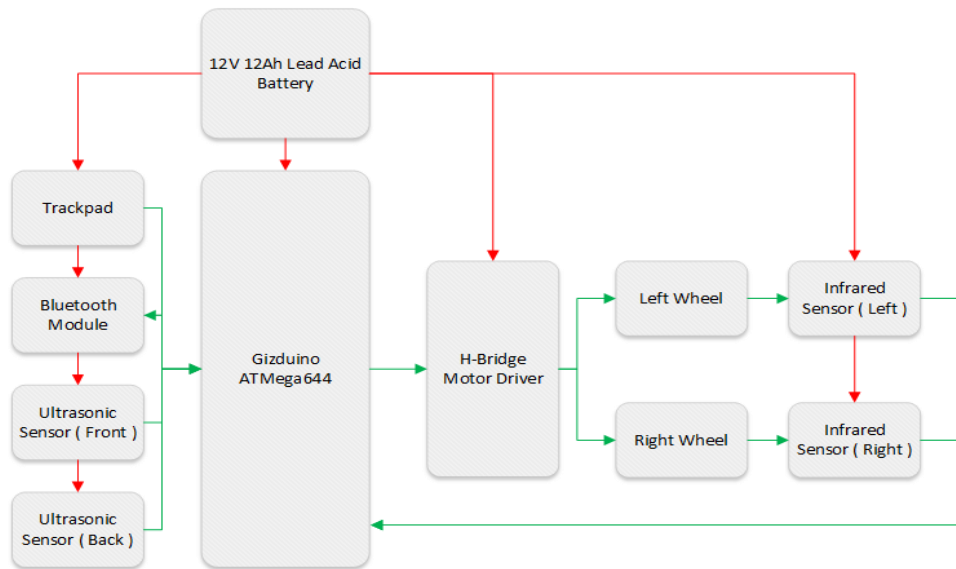 12V 12Ah Lead Acid
Battery
Trackpad
Bluetooth
Module
Ultrasonic
Sensor ( Front )
Ultrasonic
Sensor ( Back )
Gizduino
ATMega644
H-Bridge
Motor Driver
Left Wheel
Right Wheel
Infrared
Sensor ( Left )
Infrared
Sensor ( Right )